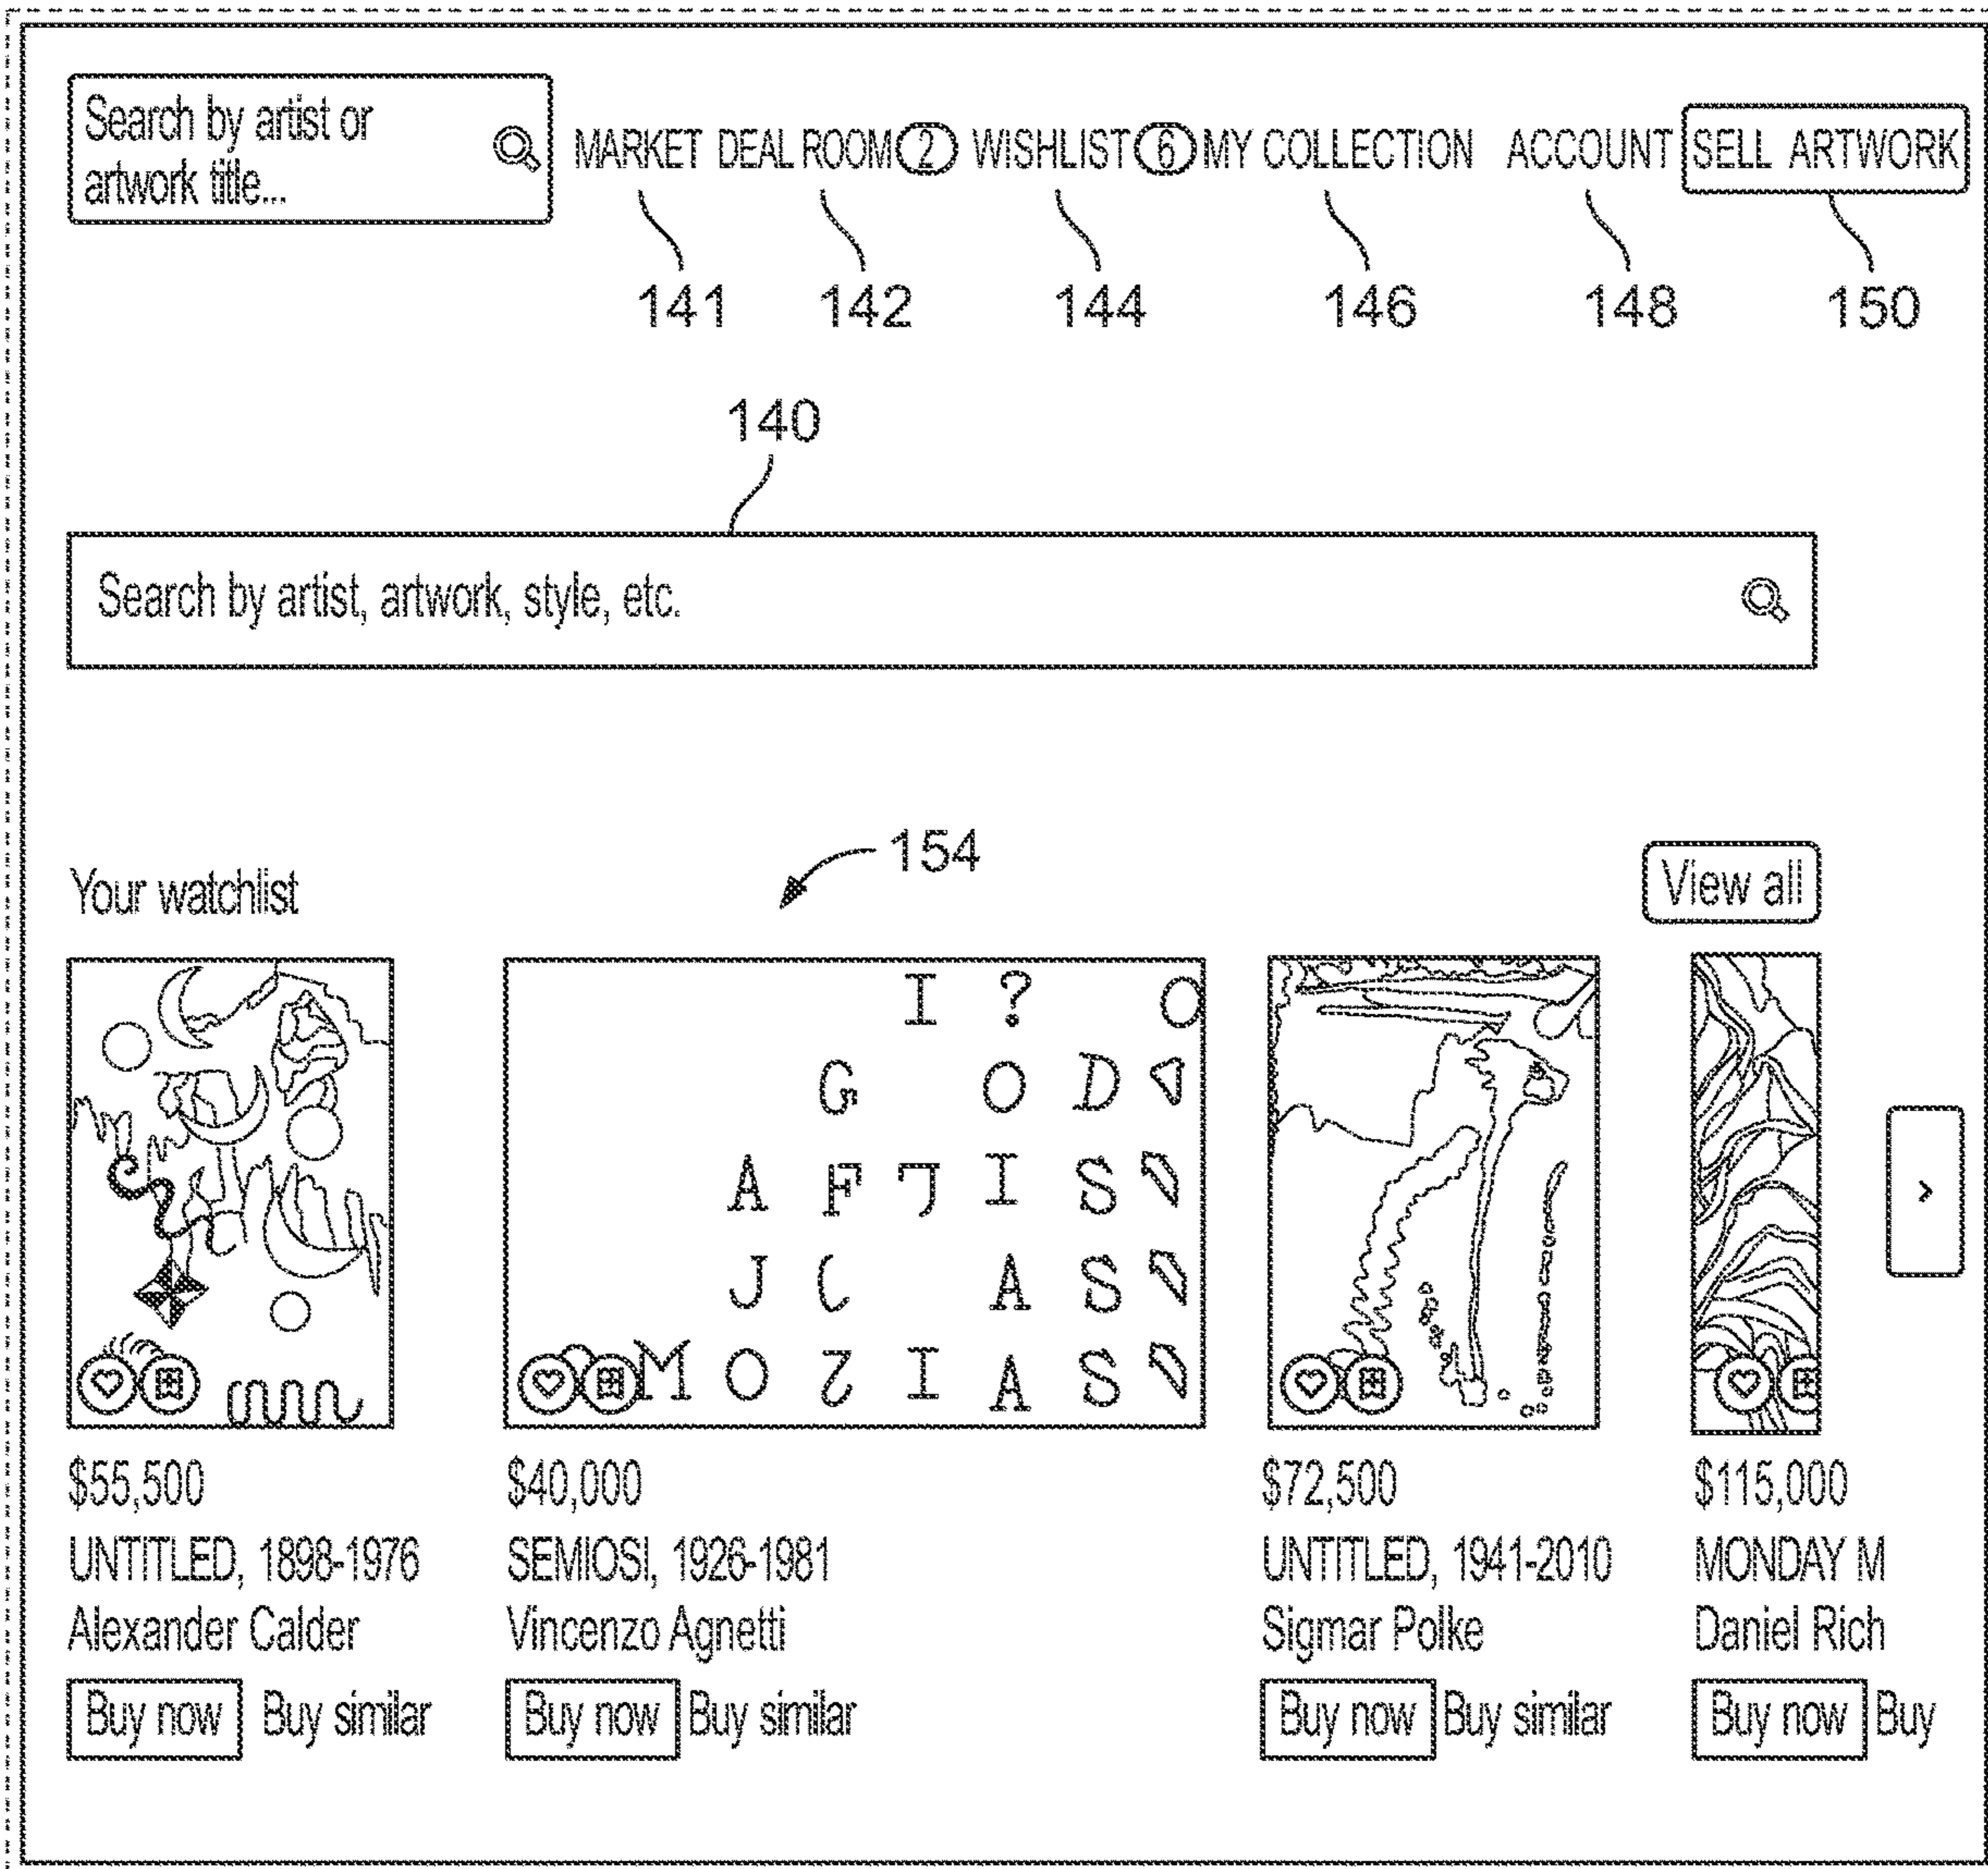 Search by artist or
artwork title...
MARKET DEAL ROOM 2 WISHLIST 6 MY COLLECTION ACCOUNT SELL ARTWORK
141 142 144 146 148 150
140
Search by artist, artwork, style, etc.
154
Your watchlist View all
I ? O
G O D
A F I S
J A S
M O I A S
>
$55,500 $40,000 $72,500 $115,000
UNTITLED, 1898-1976 SEMIOSI, 1926-1981 UNTITLED, 1941-2010 MONDAY M
Alexander Calder Vincenzo Agnetti Sigmar Polke Daniel Rich
Buy now Buy similar Buy now Buy similar Buy now Buy similar Buy now Buy